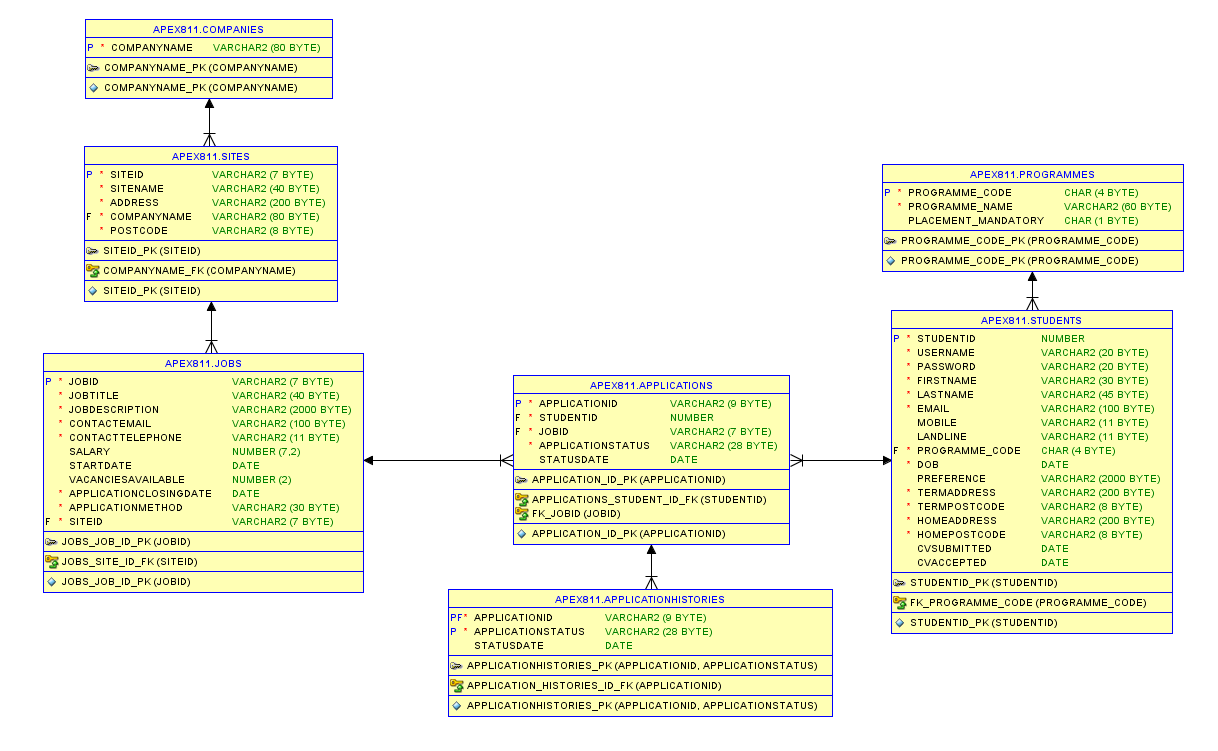 APEX811.COMPANIES
P * COMPANYNAME VARCHAR2 (80 BYTE)
COMPANYNAME_PK (COMPANYNAME)
COMPANYNAME_PK (COMPANYNAME)
APEX811.SITES
P * SITEID VARCHAR2 (7 BYTE)
* SITENAME VARCHAR2 (40 BYTE)
* ADDRESS VARCHAR2 (200 BYTE)
F * COMPANYNAME VARCHAR2 (80 BYTE)
* POSTCODE VARCHAR2 (8 BYTE)
SITEID_PK (SITEID)
COMPANYNAME_FK (COMPANYNAME)
SITEID_PK (SITEID)
APEX811.JOBS
P * JOBID VARCHAR2 (7 BYTE)
* JOBTITLE VARCHAR2 (40 BYTE)
* JOBDESCRIPTION VARCHAR2 (2000 BYTE)
* CONTACTEMAIL VARCHAR2 (100 BYTE)
* CONTACTTELEPHONE VARCHAR2 (11 BYTE)
SALARY NUMBER (7,2)
STARTDATE DATE
VACANCIESAVAILABLE NUMBER (2)
* APPLICATIONCLOSINGDATE DATE
* APPLICATIONMETHOD VARCHAR2 (30 BYTE)
F * SITEID VARCHAR2 (7 BYTE)
JOBS_JOB_ID_PK (JOBID)
JOBS_SITE_ID_FK (SITEID)
JOBS_JOB_ID_PK (JOBID)
APEX811.APPLICATIONS
P * APPLICATIONID VARCHAR2 (9 BYTE)
F * STUDENTID NUMBER
F * JOBID VARCHAR2 (7 BYTE)
* APPLICATIONSTATUS VARCHAR2 (28 BYTE)
STATUSDATE DATE
APPLICATION_ID_PK (APPLICATIONID)
APPLICATIONS_STUDENT_ID_FK (STUDENTID)
FK_JOBID (JOBID)
APPLICATION_ID_PK (APPLICATIONID)
APEX811.APPLICATIONHISTORIES
PF* APPLICATIONID VARCHAR2 (9 BYTE)
P * APPLICATIONSTATUS VARCHAR2 (28 BYTE)
STATUSDATE DATE
APPLICATIONHISTORIES_PK (APPLICATIONID, APPLICATIONSTATUS)
APPLICATION_HISTORIES_ID_FK (APPLICATIONID)
APPLICATIONHISTORIES_PK (APPLICATIONID, APPLICATIONSTATUS)
APEX811.PROGRAMMES
P * PROGRAMME_CODE CHAR (4 BYTE)
* PROGRAMME_NAME VARCHAR2 (60 BYTE)
PLACEMENT_MANDATORY CHAR (1 BYTE)
PROGRAMME_CODE_PK (PROGRAMME_CODE)
PROGRAMME_CODE_PK (PROGRAMME_CODE)
APEX811.STUDENTS
P * STUDENTID NUMBER
* USERNAME VARCHAR2 (20 BYTE)
* PASSWORD VARCHAR2 (20 BYTE)
* FIRSTNAME VARCHAR2 (30 BYTE)
* LASTNAME VARCHAR2 (45 BYTE)
* EMAIL VARCHAR2 (100 BYTE)
MOBILE VARCHAR2 (11 BYTE)
LANDLINE VARCHAR2 (11 BYTE)
F * PROGRAMME_CODE CHAR (4 BYTE)
* DOB DATE
PREFERENCE VARCHAR2 (2000 BYTE)
* TERMADDRESS VARCHAR2 (200 BYTE)
* TERMPOSTCODE VARCHAR2 (8 BYTE)
* HOMEADDRESS VARCHAR2 (200 BYTE)
* HOMEPOSTCODE VARCHAR2 (8 BYTE)
CVSUBMITTED DATE
CVACCEPTED DATE
STUDENTID_PK (STUDENTID)
FK_PROGRAMME_CODE (PROGRAMME_CODE)
STUDENTID_PK (STUDENTID)